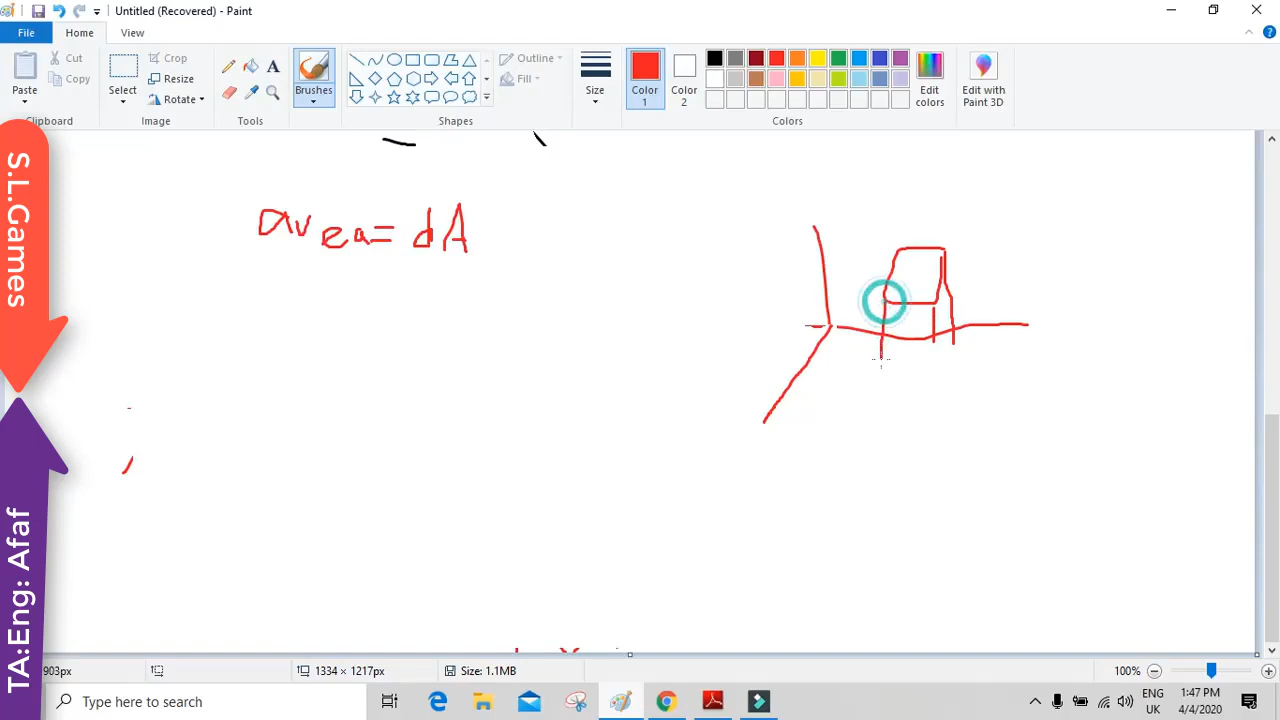 Untitled (Recovered) - Paint
File
Home
View
Paste
Cut
Copy
Clipboard
Select
Crop
Resize
Rotate
Image
A
Tools
Brushes
Shapes
Outline
Fill
Size
Color
1
Color
2
Edit
colors
Colors
Edit with
Paint 3D
S.L.Games
TA:Eng: Afaf
area = dA
903px
1334 × 1217px
Size: 1.1MB
100%
Type here to search
ENG
UK
1:47 PM
4/4/2020